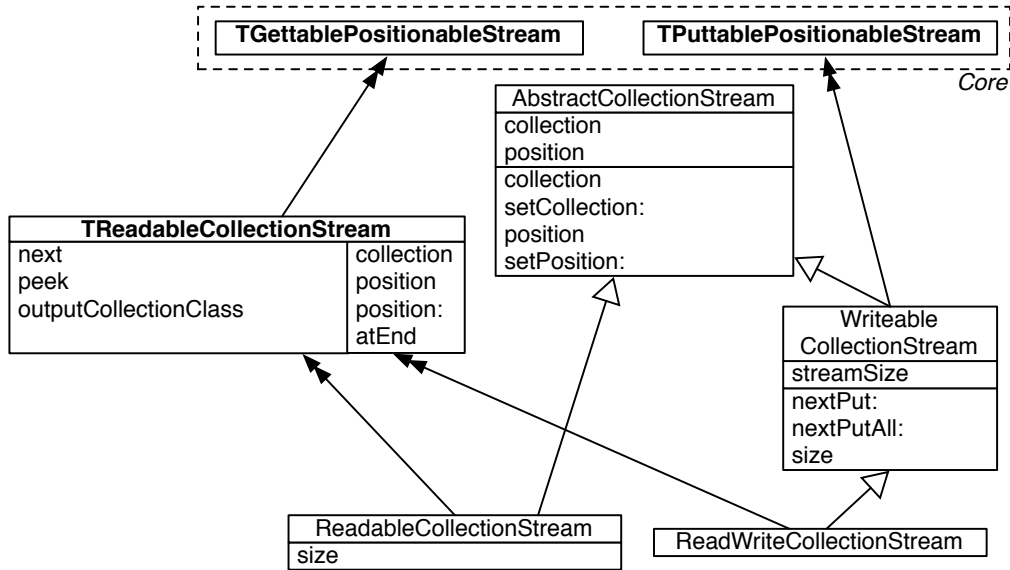 TGettablePositionableStream
TPuttablePositionableStream
Core
AbstractCollectionStream
collection
position
collection
setCollection:
position
setPosition:
TReadableCollectionStream
next
peek
outputCollectionClass
collection
position
position:
atEnd
Writeable
CollectionStream
streamSize
nextPut:
nextPutAll:
size
ReadableCollectionStream
size
ReadWriteCollectionStream